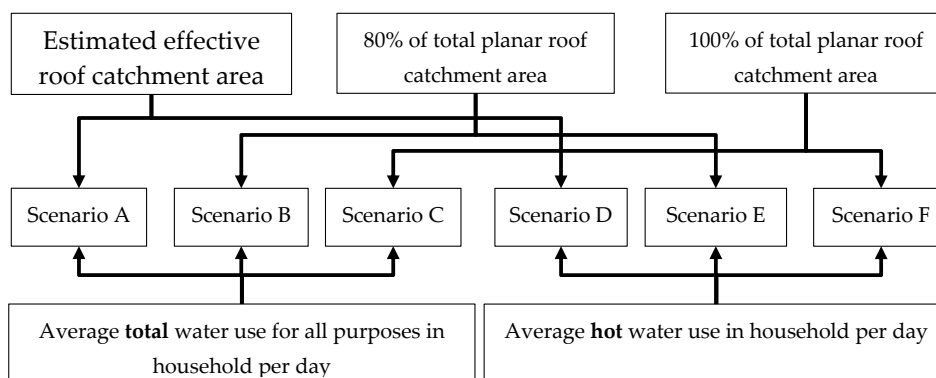 Estimated effective
roof catchment area
80% of total planar roof
catchment area
100% of total planar roof
catchment area
Scenario A
Scenario B
Scenario C
Scenario D
Scenario E
Scenario F
Average total water use for all purposes in
household per day
Average hot water use in household per day